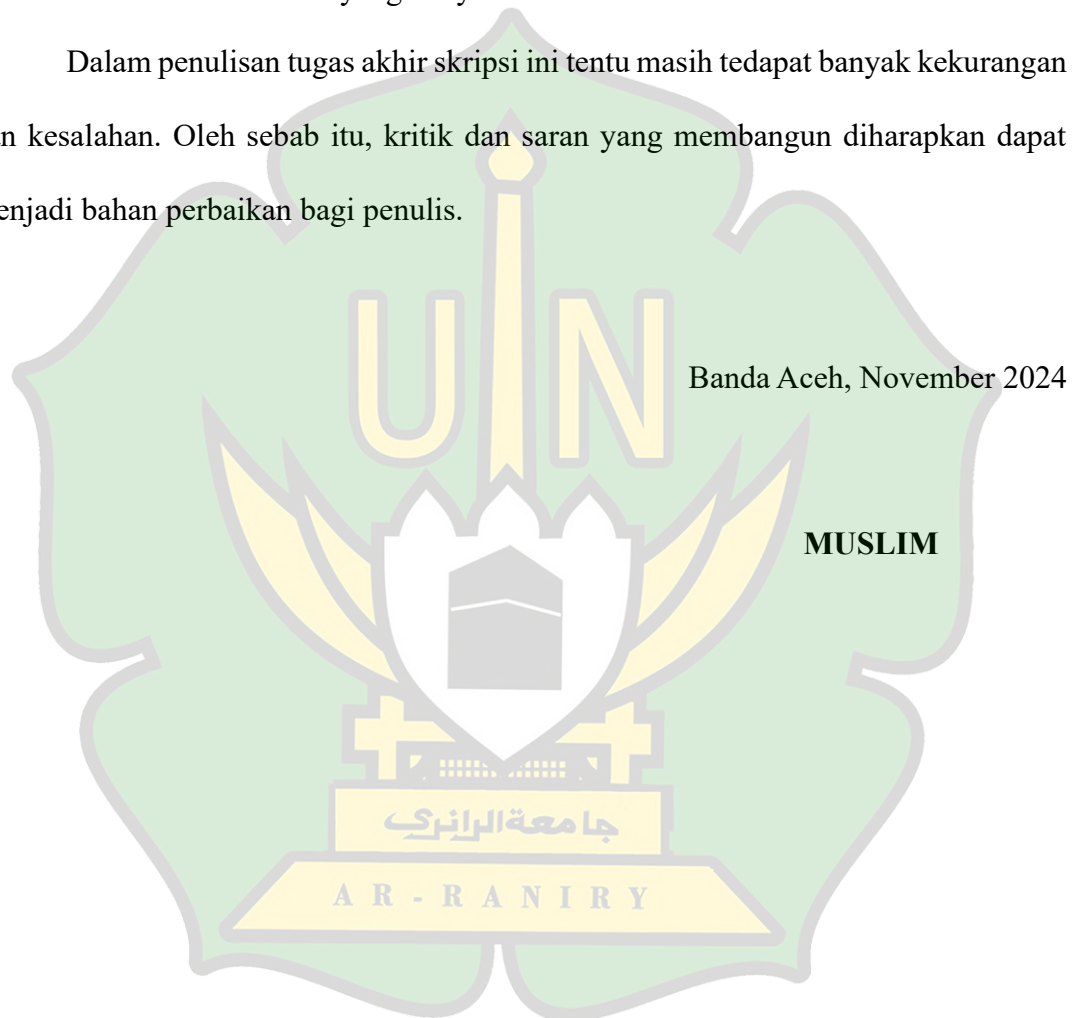 Dalam penulisan tugas akhir skripsi ini tentu masih tedapat banyak kekurangan
n kesalahan. Oleh sebab itu, kritik dan saran yang membangun diharapkan dapat
enjadi bahan perbaikan bagi penulis.
Banda Aceh, November 2024
MUSLIM
UIN
جامعة الرانري
AR-RANIRY